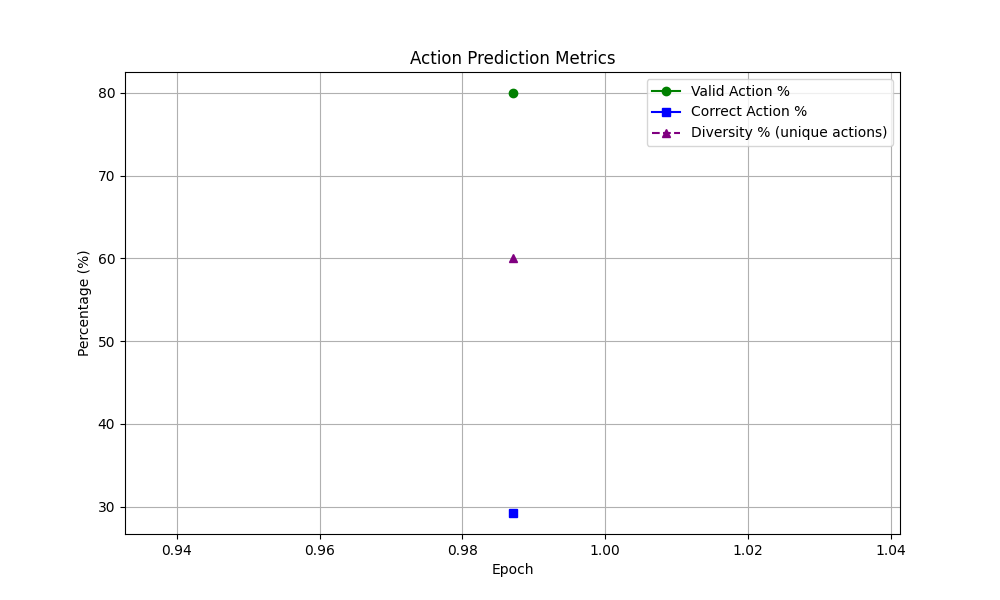 Action Prediction Metrics
Valid Action %
Correct Action %
Diversity % (unique actions)
Percentage (%)
80
70
60
50
40
30
0.94 0.96 0.98 1.00 1.02 1.04
Epoch